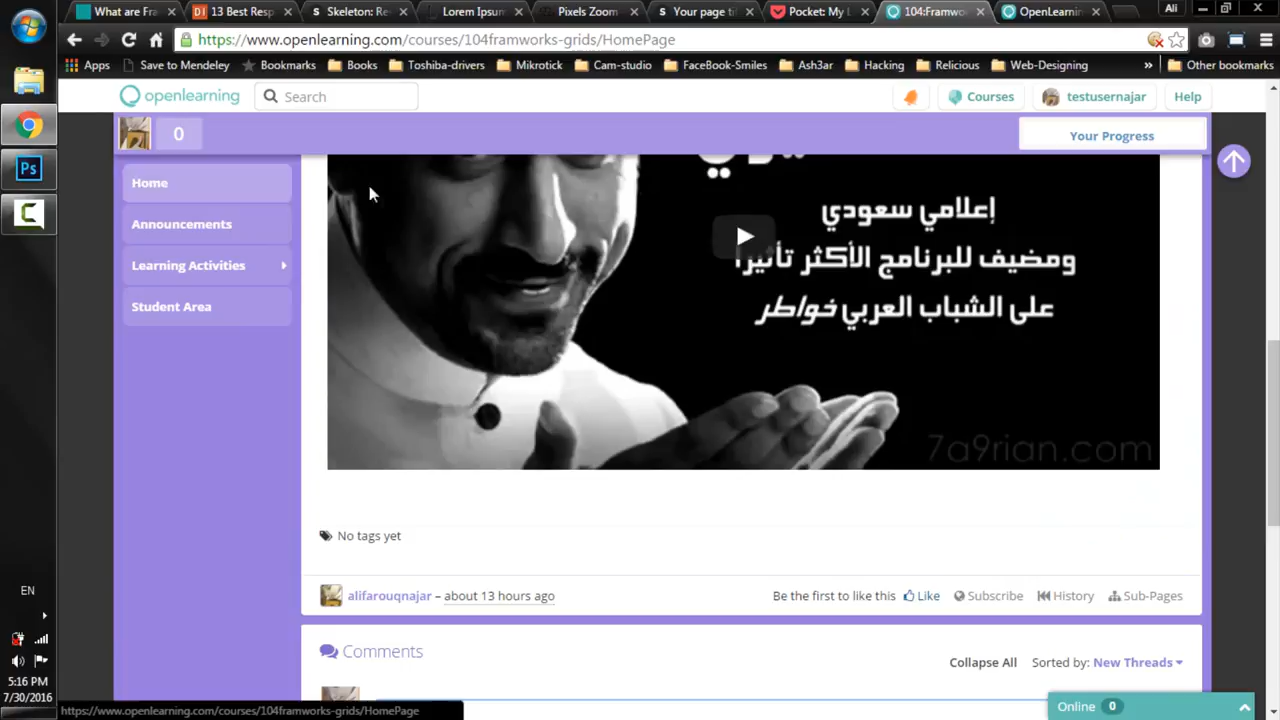 What are Fra
13 Best Resp
Skeleton: Re
Lorem Ipsum
Pixels Zoom
Your page t
Pocket: My L
104:Framwo
OpenLearnin
Ali
https://www.openlearning.com/courses/104framworks-grids/HomePage
Apps
Save to Mendeley
Bookmarks
Books
Toshiba-drivers
Mikrotick
Cam-studio
FaceBook-Smiles
Ash3ar
Hacking
Relicious
Web-Designing
»
Other bookmarks
openlearning
Search
Courses
testusernajar
Help
0
Your Progress
Home
Announcements
Learning Activities
Student Area
إعلامي سعودي
ومضيف للبرنامج الأكثر تأثيرا
على الشباب العربي خواطر
7a9rian.com
No tags yet
alifarouqnajar – about 13 hours ago
Be the first to like this
Like
Subscribe
History
Sub-Pages
Comments
Collapse All
Sorted by: New Threads
Online 0
Ps
EN
5:16 PM
7/30/2016
https://www.openlearning.com/courses/104framworks-grids/HomePage